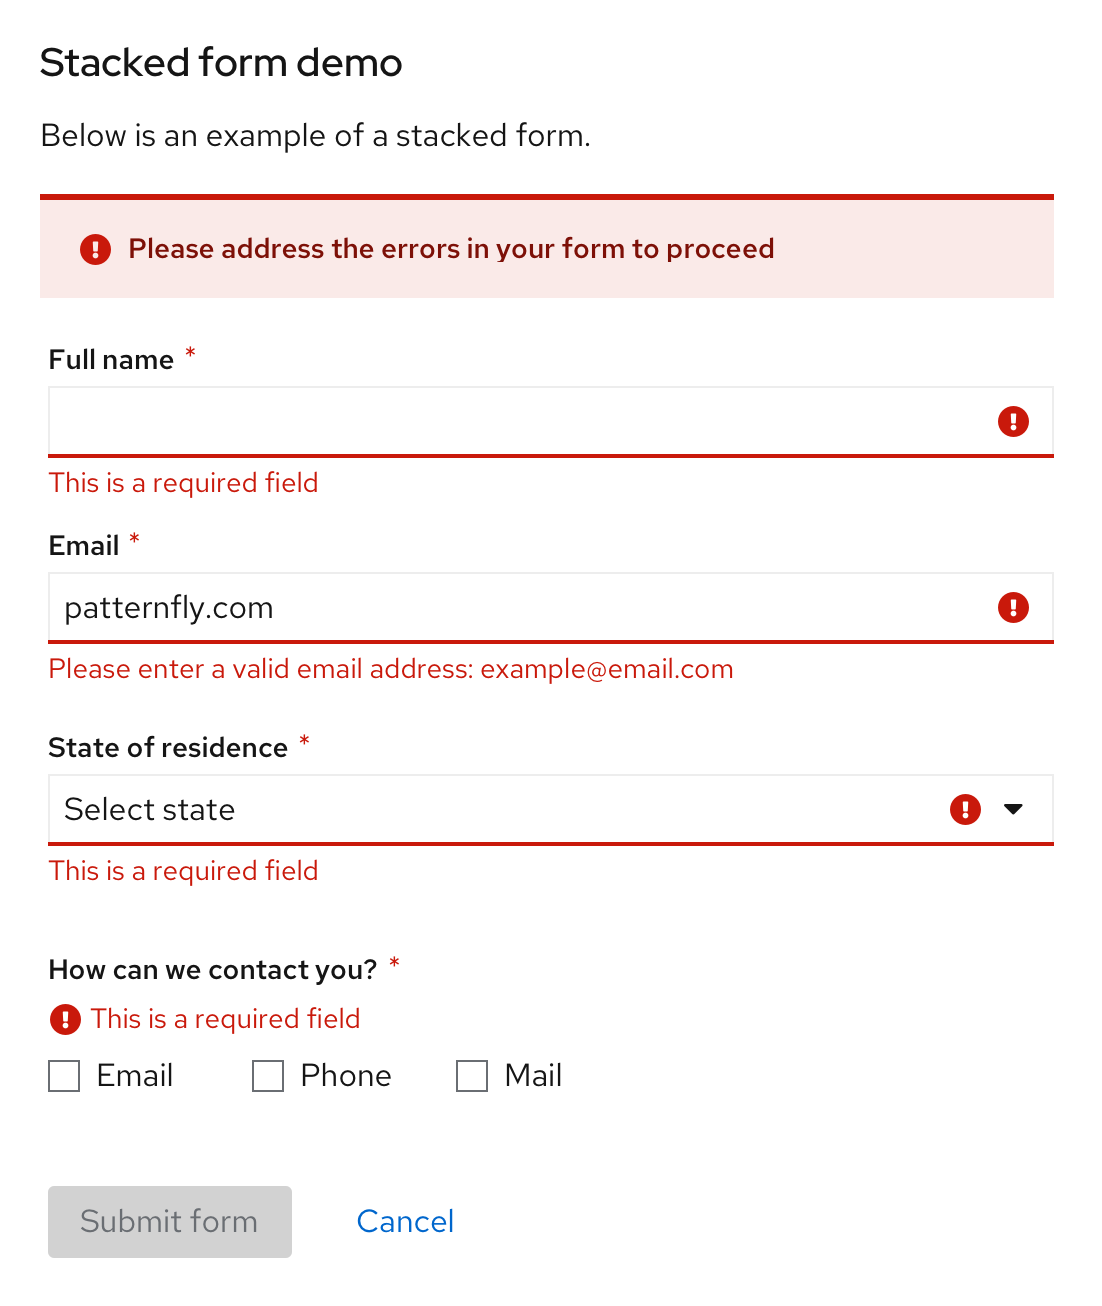 Stacked form demo
Below is an example of a stacked form.
Please address the errors in your form to proceed
Full name *
This is a required field
Email *
patternfly.com
Please enter a valid email address: example@email.com
State of residence *
Select state
This is a required field
How can we contact you? *
This is a required field
Email Phone Mail
Submit form Cancel